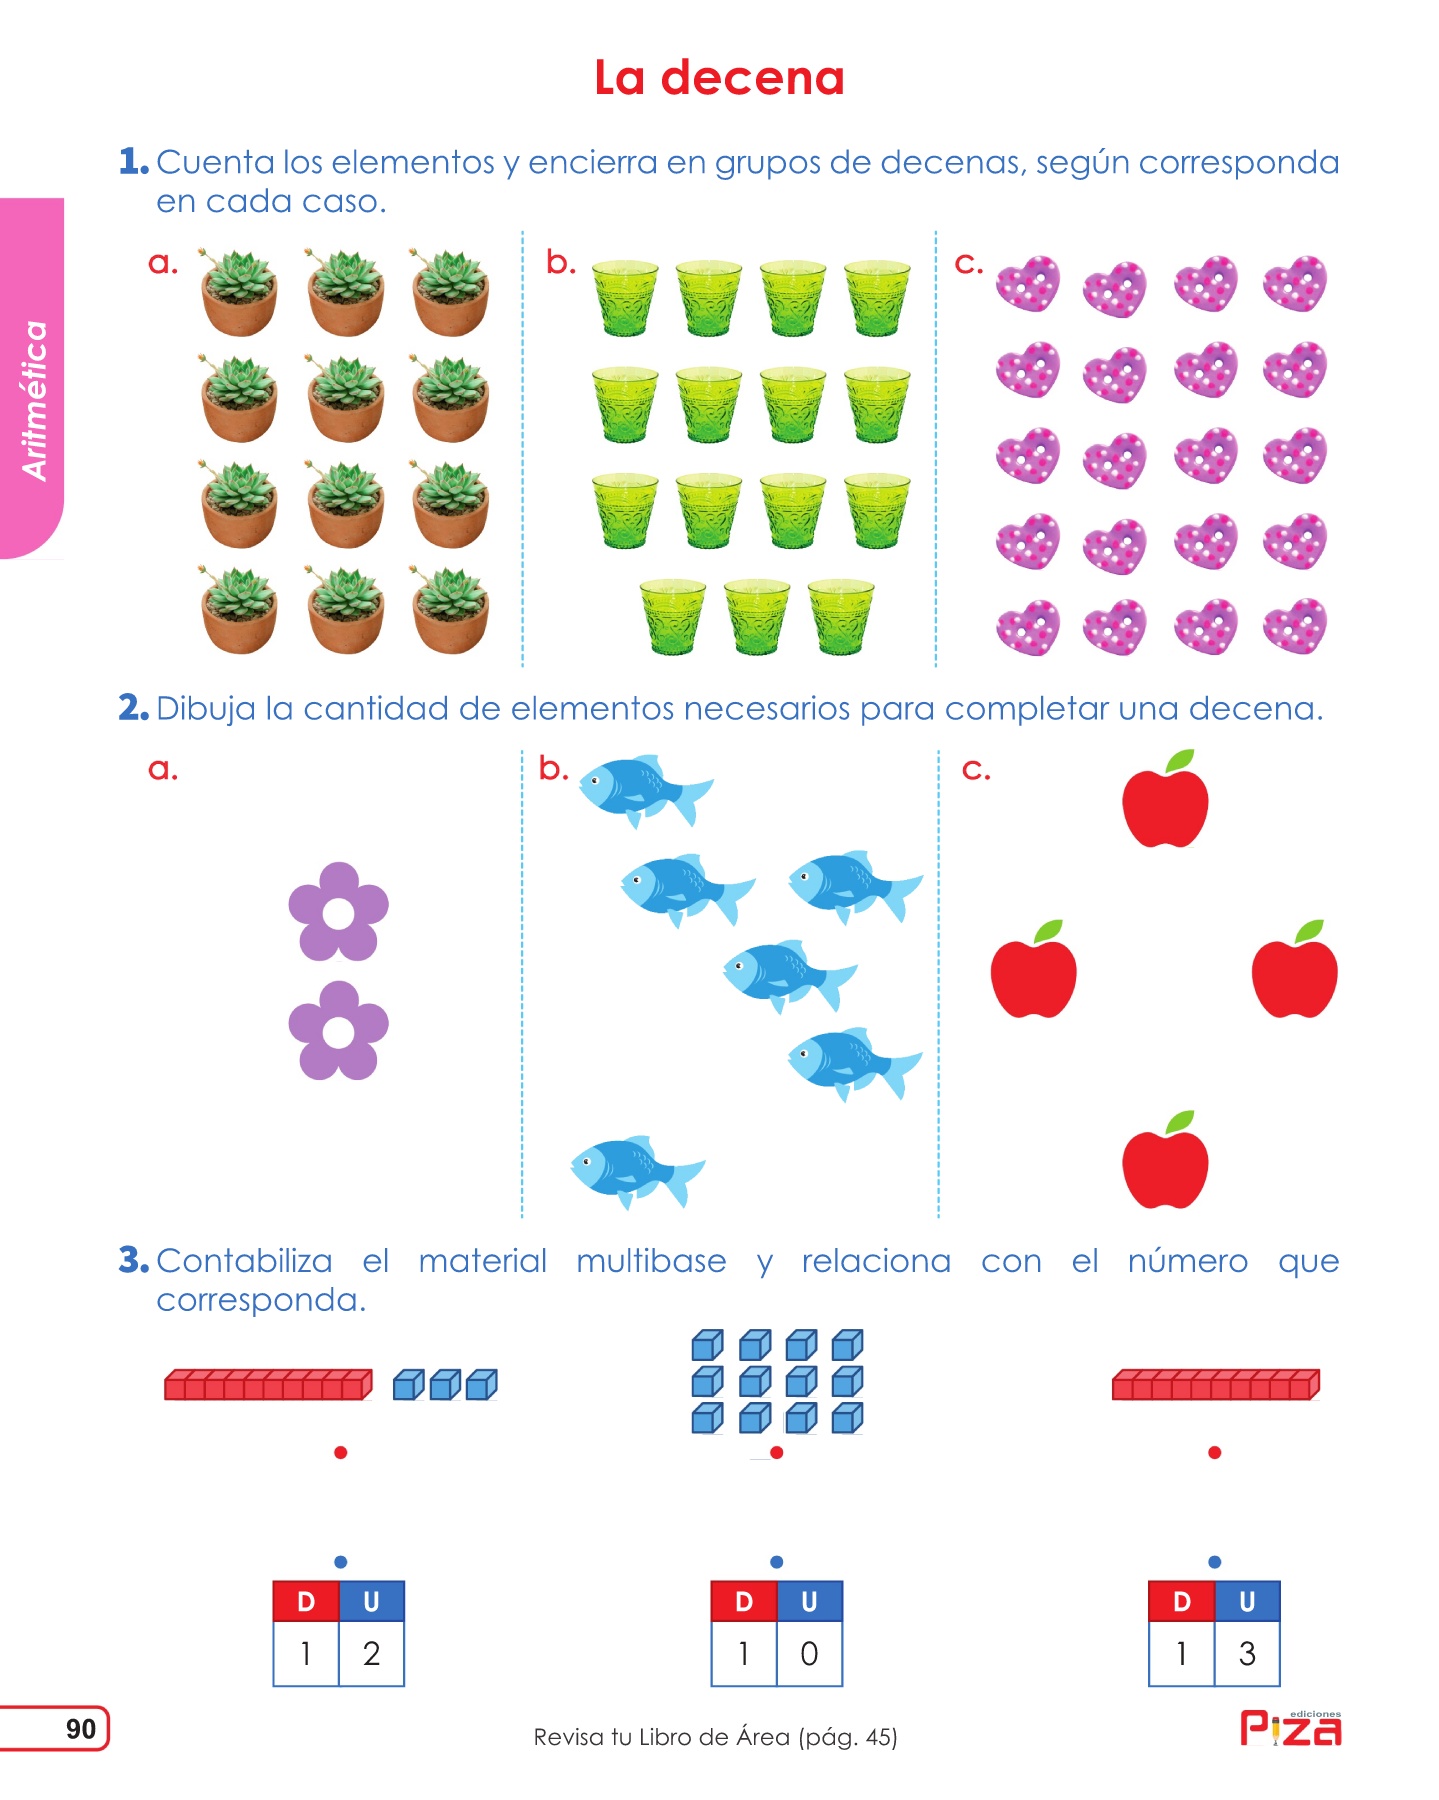 La decena
1. Cuenta los elementos y encierra en grupos de decenas, según corresponda
en cada caso.
a.
b.
c.
Aritmética
2. Dibuja la cantidad de elementos necesarios para completar una decena.
a.
b.
c.
3. Contabiliza el material multibase y relaciona con el número que
corresponda.
D U
1 2
D U
1 0
D U
1 3
90
Revisa tu Libro de Área (pág. 45)
ediciones
Piza